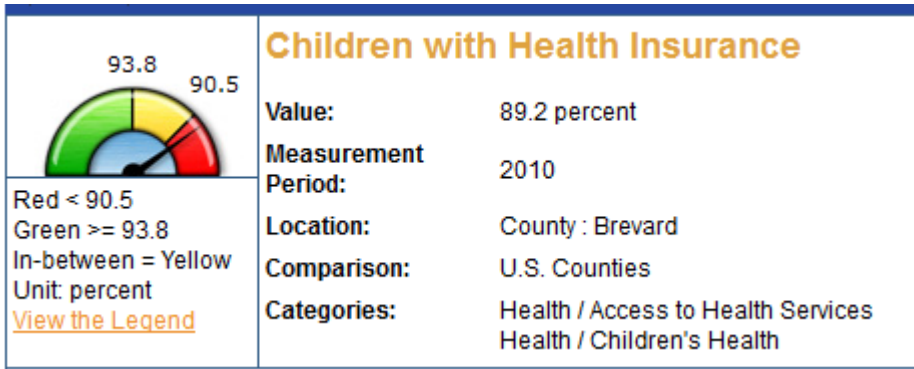 93.8
90.5
Red < 90.5
Green >= 93.8
In-between = Yellow
Unit: percent
View the Legend
Children with Health Insurance
Value: 89.2 percent
Measurement
Period: 2010
Location: County : Brevard
Comparison: U.S. Counties
Categories: Health / Access to Health Services
Health / Children's Health